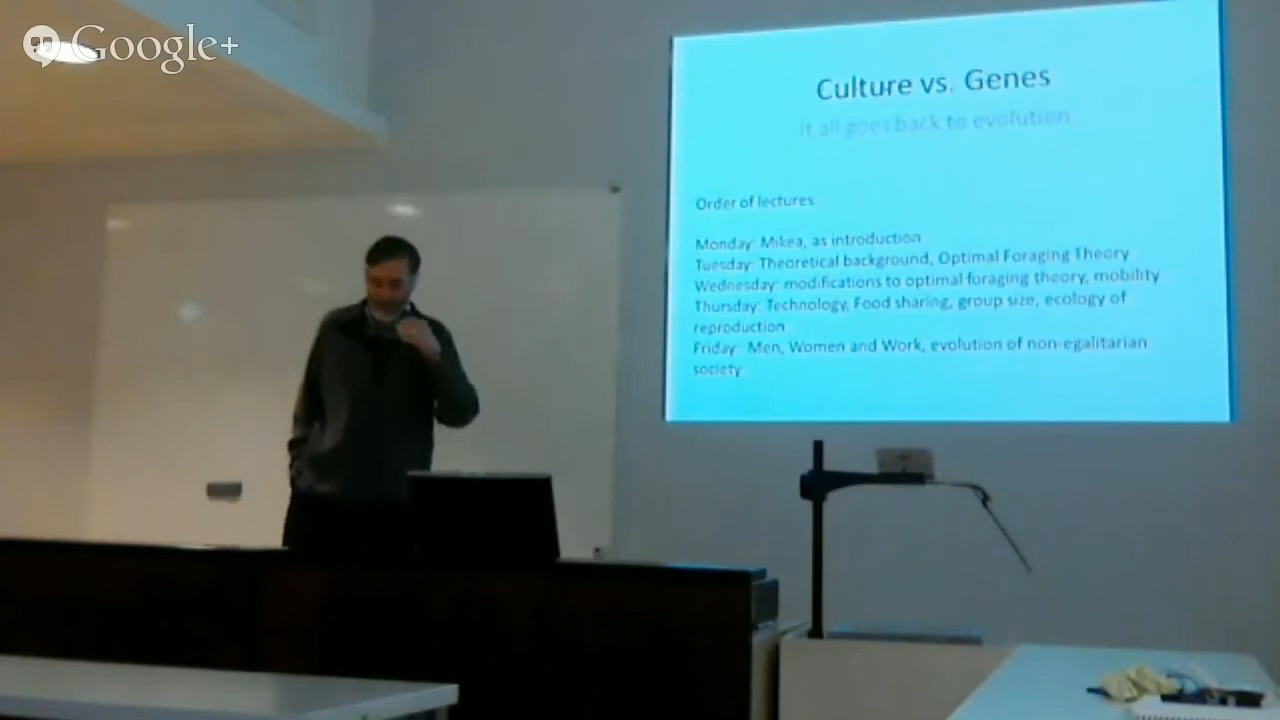 Google+
Culture vs. Genes
It all goes back to evolution
Order of lectures:
Monday: Mikea, as introduction
Tuesday: Theoretical background, Optimal Foraging Theory
Wednesday: modifications to optimal foraging theory, mobility
Thursday: Technology, Food sharing, group size, ecology of
reproduction
Friday: Men, Women and Work, evolution of non-egalitarian
society